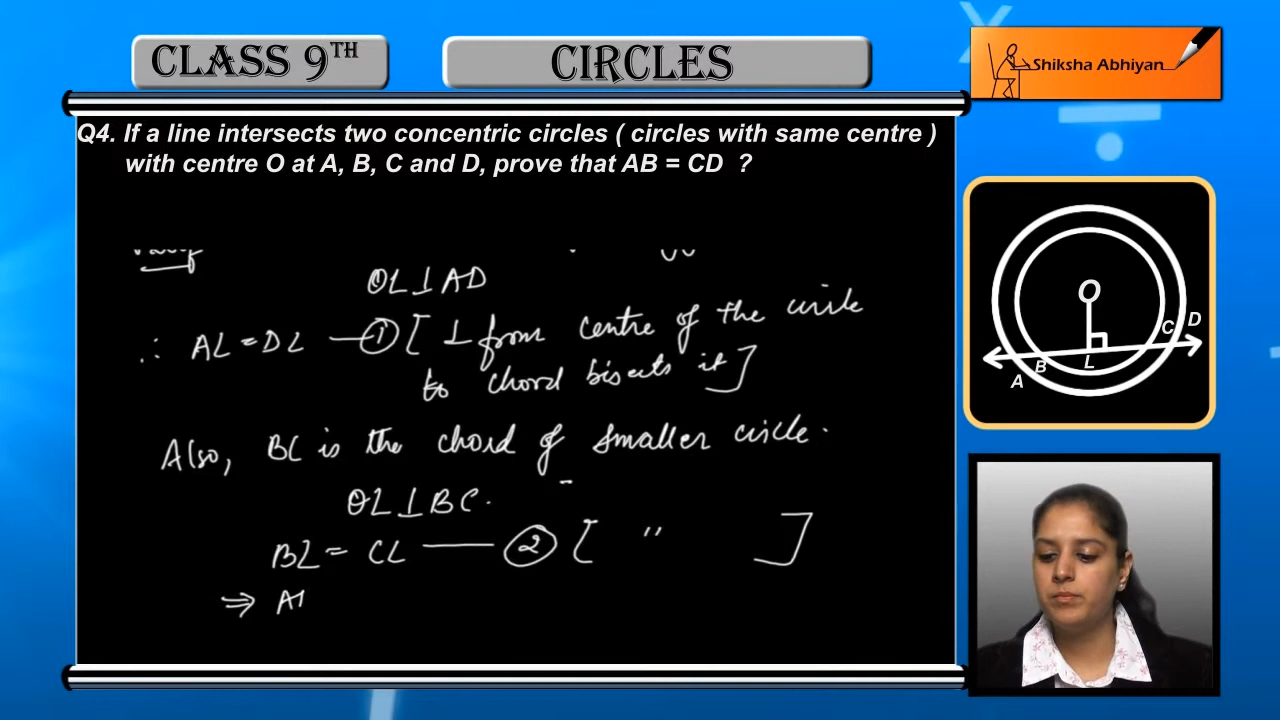 CLASS 9TH
CIRCLES
Shiksha Abhiyan
Q4. If a line intersects two concentric circles ( circles with same centre )
with centre O at A, B, C and D, prove that AB = CD ?
OL⊥AD
∴ AL=DL —① [ ⊥ from centre of the circle
to chord bisects it ]
Also, BC is the chord of smaller circle.
OL⊥BC.
BL = CL —— ② [ " ]
⇒ A
O
C D
A B L